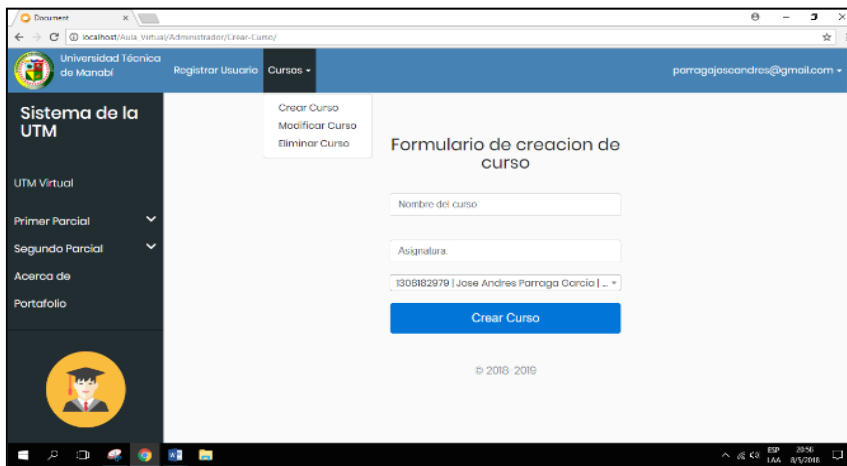 Document
localhost/Aula_Virtual/Administrador/Crear-Curso/
Universidad Técnica
de Manabí
Registrar Usuario
Cursos
parragajoseandres@gmail.com
Sistema de la
UTM
Crear Curso
Modificar Curso
Eliminar Curso
Formulario de creacion de
curso
UTM Virtual
Nombre del curso
Primer Parcial
Segundo Parcial
Asignatura.
Acerca de
1306182979 | Jose Andres Parraga Garcia | ...
Portafolio
Crear Curso
© 2018-2019
ESP
LAA
20:56
8/5/2018